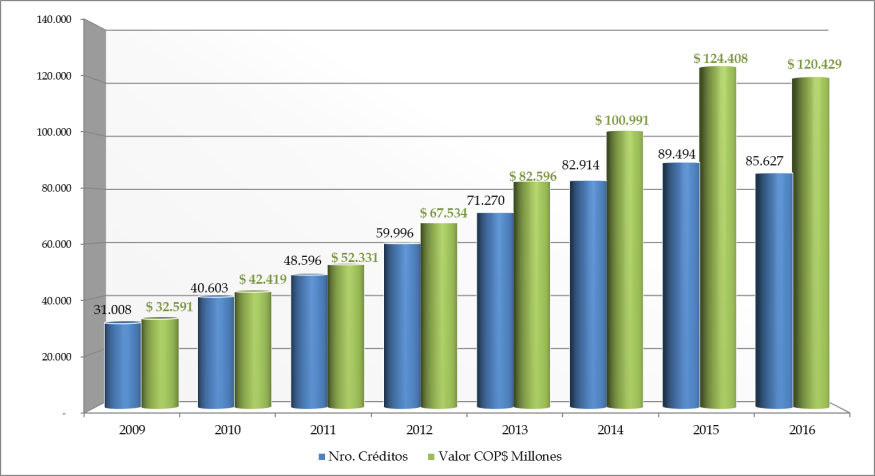 140.000
120.000
100.000
80.000
60.000
40.000
20.000
-
31.008 $ 32.591
40.603 $ 42.419
48.596 $ 52.331
59.996 $ 67.534
71.270 $ 82.596
82.914 $ 100.991
89.494 $ 124.408
85.627 $ 120.429
2009 2010 2011 2012 2013 2014 2015 2016
Nro. Créditos Valor COP$ Millones